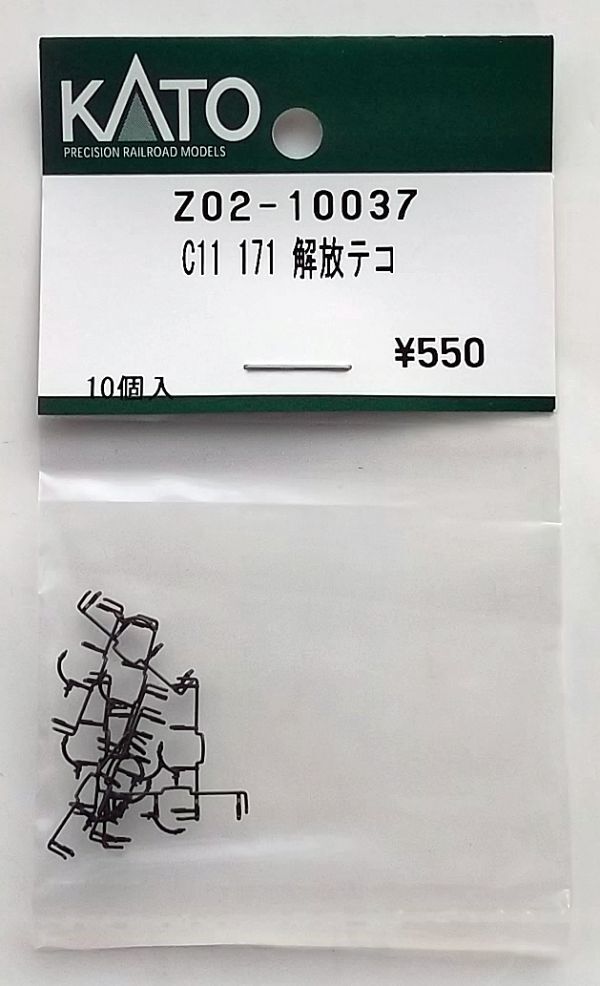 KATO
PRECISION RAILROAD MODELS
Z02-10037
C11 171 解放テコ
¥550
10個入